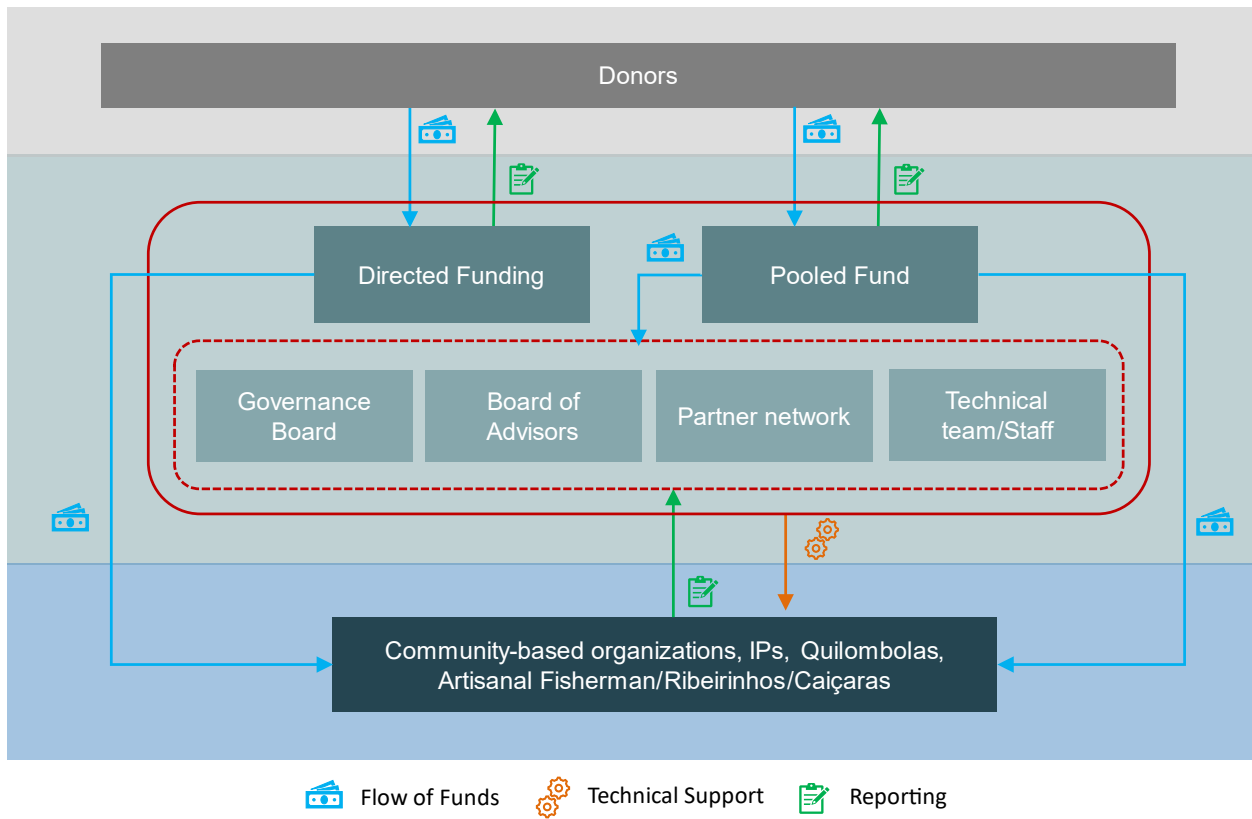 Donors
Directed Funding
Pooled Fund
Governance
Board
Board of
Advisors
Partner network
Technical
team/Staff
Community-based organizations, IPs, Quilombolas,
Artisanal Fisherman/Ribeirinhos/Caiçaras
Flow of Funds
Technical Support
Reporting